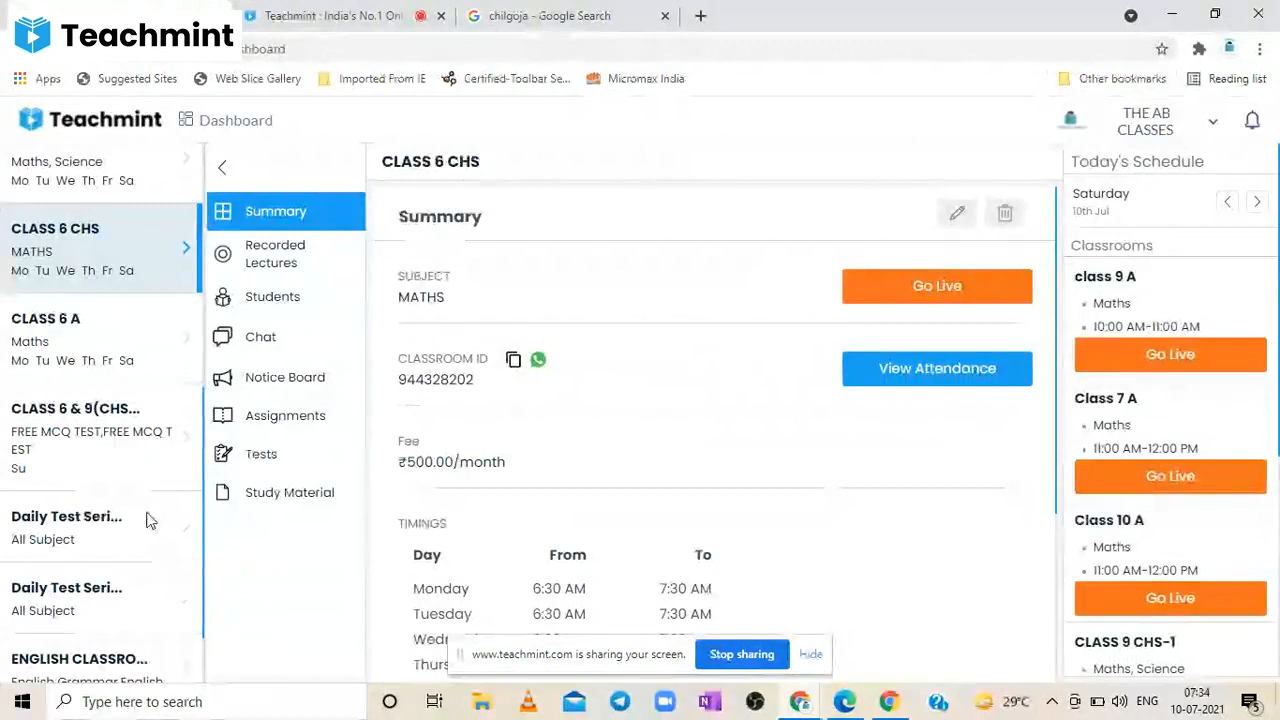 Teachmint
Teachmint : India's No.1 Onl
chilgoja - Google Search
shboard
Apps
Suggested Sites
Web Slice Gallery
Imported From IE
Certified-Toolbar Se...
Micromax India
Other bookmarks
Reading list
Teachmint
Dashboard
THE AB
CLASSES
Maths, Science
Mo Tu We Th Fr Sa
CLASS 6 CHS
MATHS
Mo Tu We Th Fr Sa
CLASS 6 A
Maths
Mo Tu We Th Fr Sa
CLASS 6 & 9(CHS...
FREE MCQ TEST,FREE MCQ T
EST
Su
Daily Test Seri...
All Subject
Daily Test Seri...
All Subject
ENGLISH CLASSRO...
English Grammar,English
Summary
Recorded
Lectures
Students
Chat
Notice Board
Assignments
Tests
Study Material
CLASS 6 CHS
Summary
SUBJECT
MATHS
Go Live
CLASSROOM ID
944328202
View Attendance
Fee
₹500.00/month
TIMINGS
Day From To
Monday 6:30 AM 7:30 AM
Tuesday 6:30 AM 7:30 AM
Wedn
Thurs
www.teachmint.com is sharing your screen.
Stop sharing
Hide
Today's Schedule
Saturday
10th Jul
Classrooms
class 9 A
Maths
10:00 AM-11:00 AM
Go Live
Class 7 A
Maths
11:00 AM-12:00 PM
Go Live
Class 10 A
Maths
11:00 AM-12:00 PM
Go Live
CLASS 9 CHS-1
Maths, Science
Type here to search
29°C
ENG
07:34
10-07-2021
5